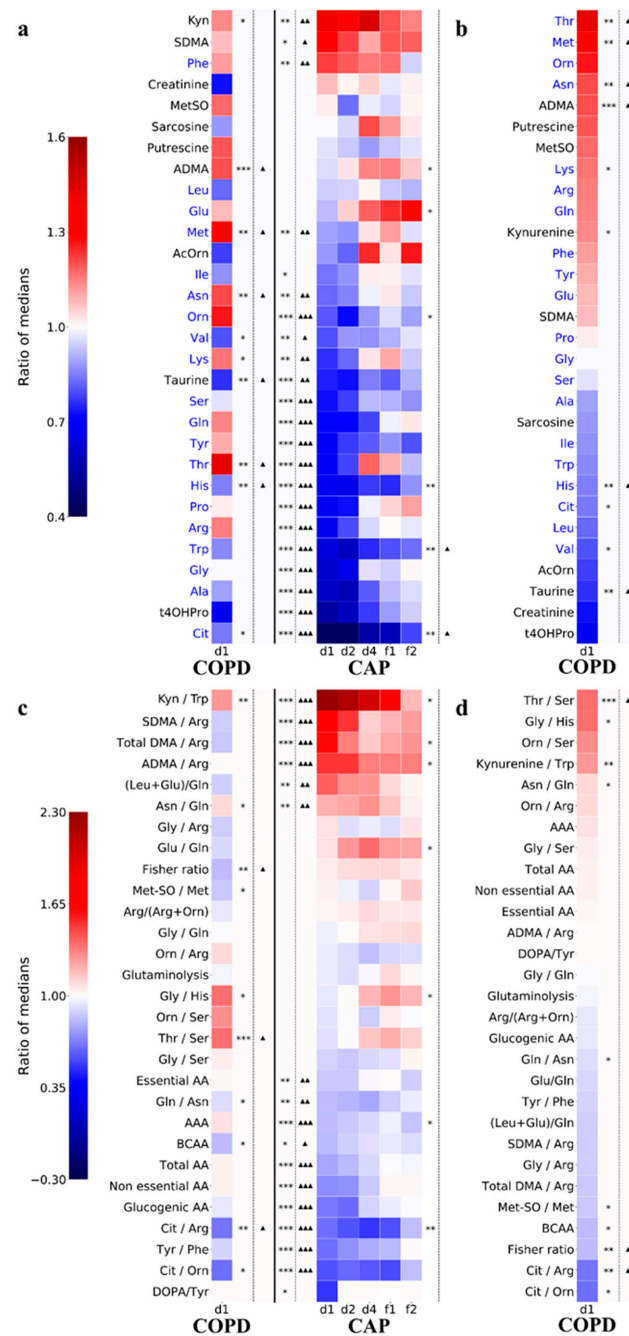 a
b
Kyn * ** ▲▲
SDMA * ▲
Phe ** ▲▲
Creatinine
MetSO
Sarcosine
Putrescine
ADMA *** ▲ *
Leu
Glu *
Met ** ▲ ** ▲▲
AcOrn
Ile *
Asn ** ▲ ** ▲▲
Orn *** ▲▲▲ *
Val * ** ▲
Lys * ** ▲▲
Taurine ** ▲ *** ▲▲▲
Ser *** ▲▲▲
Gln *** ▲▲▲
Tyr *** ▲▲▲
Thr ** ▲ *** ▲▲▲
His ** ▲ *** ▲▲▲ **
Pro *** ▲▲▲
Arg *** ▲▲▲
Trp *** ▲▲▲ ** ▲
Gly *** ▲▲▲
Ala *** ▲▲▲
t4OHPro *** ▲▲▲
Cit * *** ▲▲▲ ** ▲
1.6
1.3
1.0
0.7
0.4
Ratio of medians
d1
COPD
d1 d2 d4 f1 f2
CAP
Thr ** ▲
Met ** ▲
Orn
Asn ** ▲
ADMA *** ▲
Putrescine
MetSO
Lys *
Arg
Gln
Kynurenine *
Phe
Tyr
Glu
SDMA
Pro
Gly
Ser
Ala
Sarcosine
Ile
Trp
His ** ▲
Cit *
Leu
Val *
AcOrn
Taurine ** ▲
Creatinine
t4OHPro
d1
COPD
c
d
Kyn / Trp ** *** ▲▲▲ *
SDMA / Arg *** ▲▲▲
Total DMA / Arg *** ▲▲▲ *
ADMA / Arg *** ▲▲▲ *
(Leu+Glu)/Gln ** ▲▲
Asn / Gln * ** ▲▲
Gly / Arg
Glu / Gln *
Fisher ratio ** ▲
Met-SO / Met *
Arg/(Arg+Orn)
Gly / Gln
Orn / Arg
Glutaminolysis
Gly / His * *
Orn / Ser
Thr / Ser *** ▲
Gly / Ser
Essential AA ** ▲▲
Gln / Asn * ** ▲▲
AAA *** ▲▲▲ *
BCAA * * ▲
Total AA *** ▲▲▲
Non essential AA *** ▲▲▲
Glucogenic AA *** ▲▲▲
Cit / Arg ** ▲ *** ▲▲▲ **
Tyr / Phe *** ▲▲▲
Cit / Orn * *** ▲▲▲
DOPA/Tyr *
2.30
1.65
1.00
0.35
−0.30
Ratio of medians
d1
COPD
d1 d2 d4 f1 f2
CAP
Thr / Ser *** ▲
Gly / His *
Orn / Ser
Kynurenine / Trp **
Asn / Gln *
Orn / Arg
AAA
Gly / Ser
Total AA
Non essential AA
Essential AA
ADMA / Arg
DOPA/Tyr
Gly / Gln
Glutaminolysis
Arg/(Arg+Orn)
Glucogenic AA
Gln / Asn *
Glu/Gln
Tyr / Phe
(Leu+Glu)/Gln
SDMA / Arg
Gly / Arg
Total DMA / Arg
Met-SO / Met *
BCAA *
Fisher ratio ** ▲
Cit / Arg ** ▲
Cit / Orn *
d1
COPD